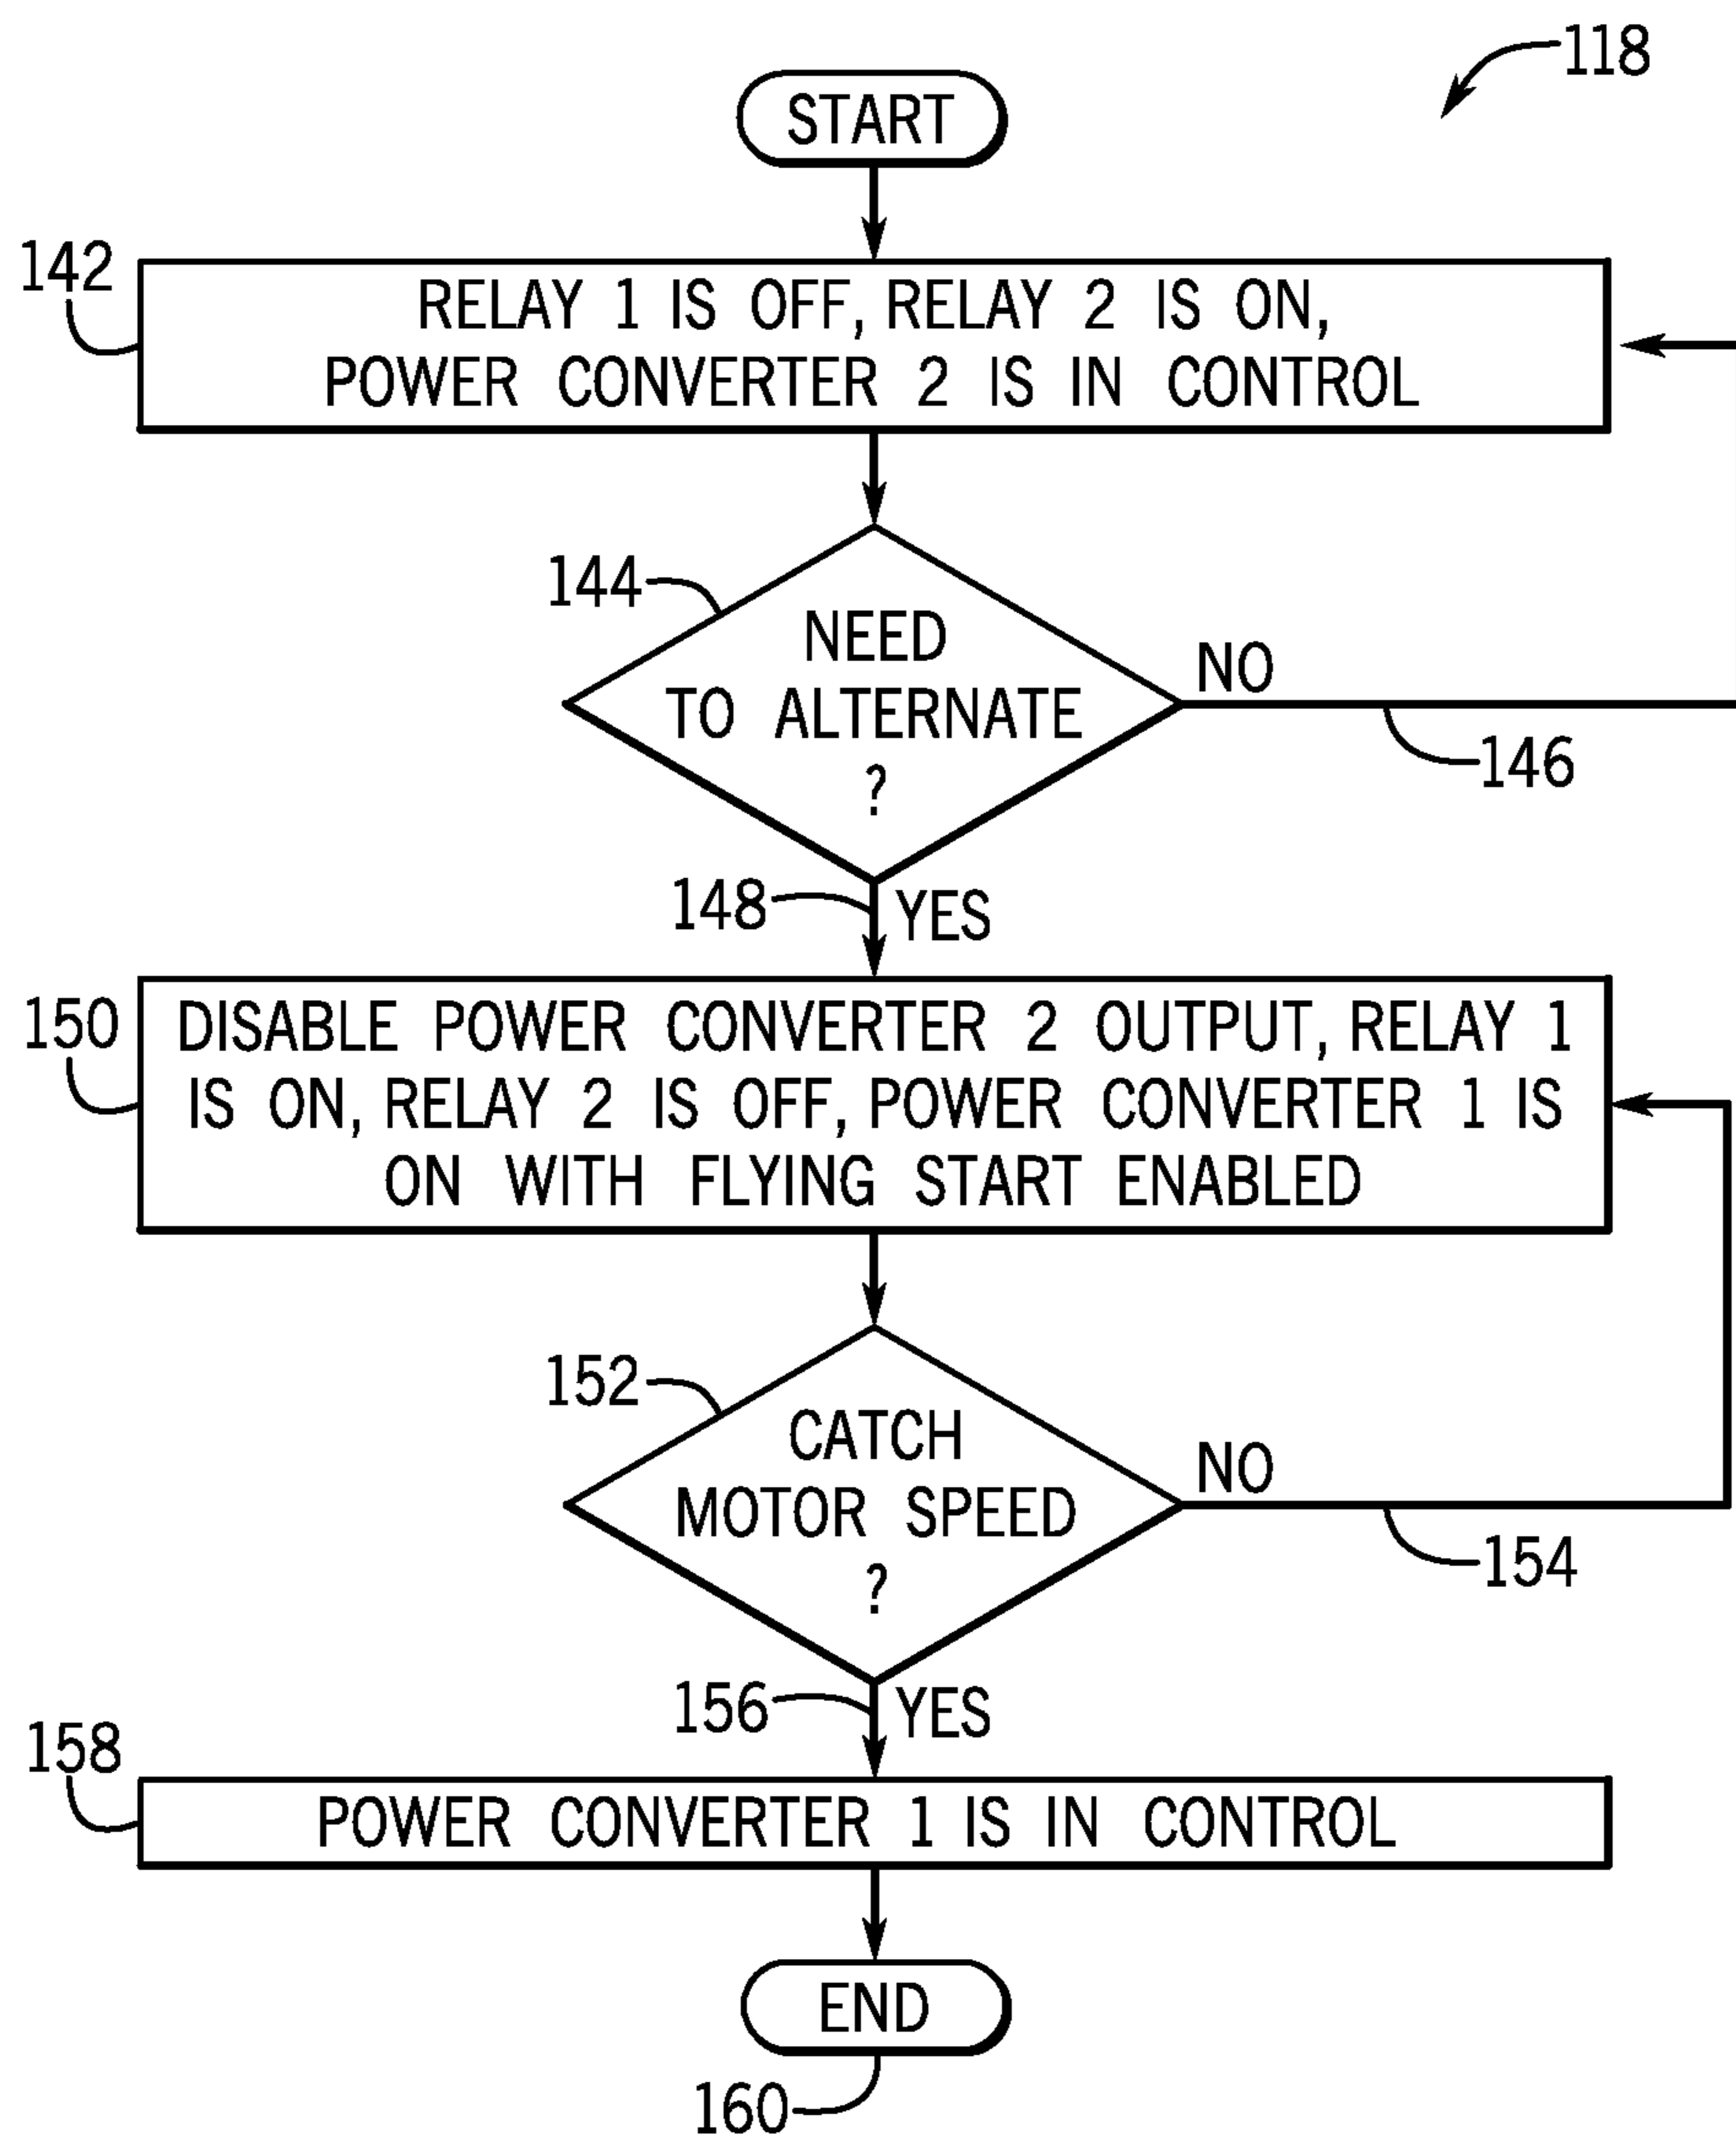 118
START
142
RELAY 1 IS OFF, RELAY 2 IS ON,
POWER CONVERTER 2 IS IN CONTROL
144
NEED
TO ALTERNATE
?
NO
146
148
YES
150
DISABLE POWER CONVERTER 2 OUTPUT, RELAY 1
IS ON, RELAY 2 IS OFF, POWER CONVERTER 1 IS
ON WITH FLYING START ENABLED
152
CATCH
MOTOR SPEED
?
NO
154
156
YES
158
POWER CONVERTER 1 IS IN CONTROL
END
160